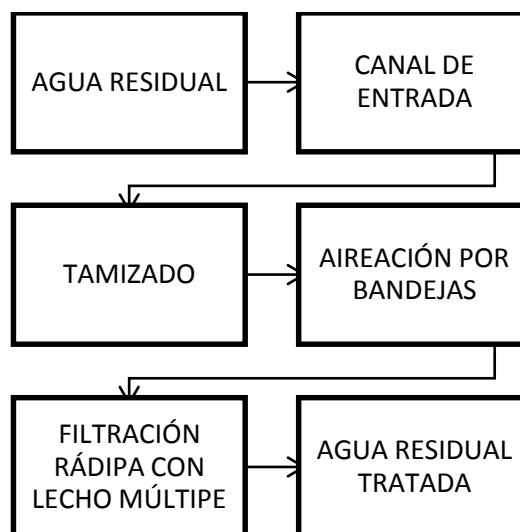 AGUA RESIDUAL
CANAL DE
ENTRADA
TAMIZADO
AIREACIÓN POR
BANDEJAS
FILTRACIÓN
RÁDIPA CON
LECHO MÚLTIPE
AGUA RESIDUAL
TRATADA